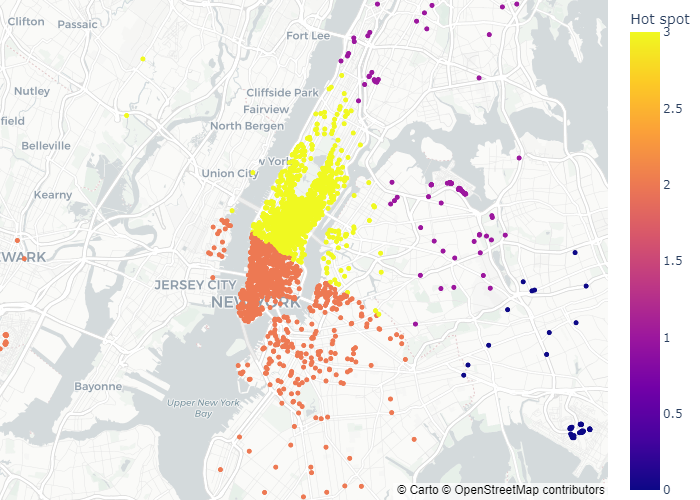 Clifton
Passaic
Fort Lee
Hot spot
3
Nutley
Cliffside Park
Fairview
North Bergen
2.5
field
Belleville
w York
Union City
Kearny
2
WARK
1.5
JERSEY CITY
NEW YORK
1
Bayonne
Upper New York
Bay
0.5
© Carto © OpenStreetMap contributors
0